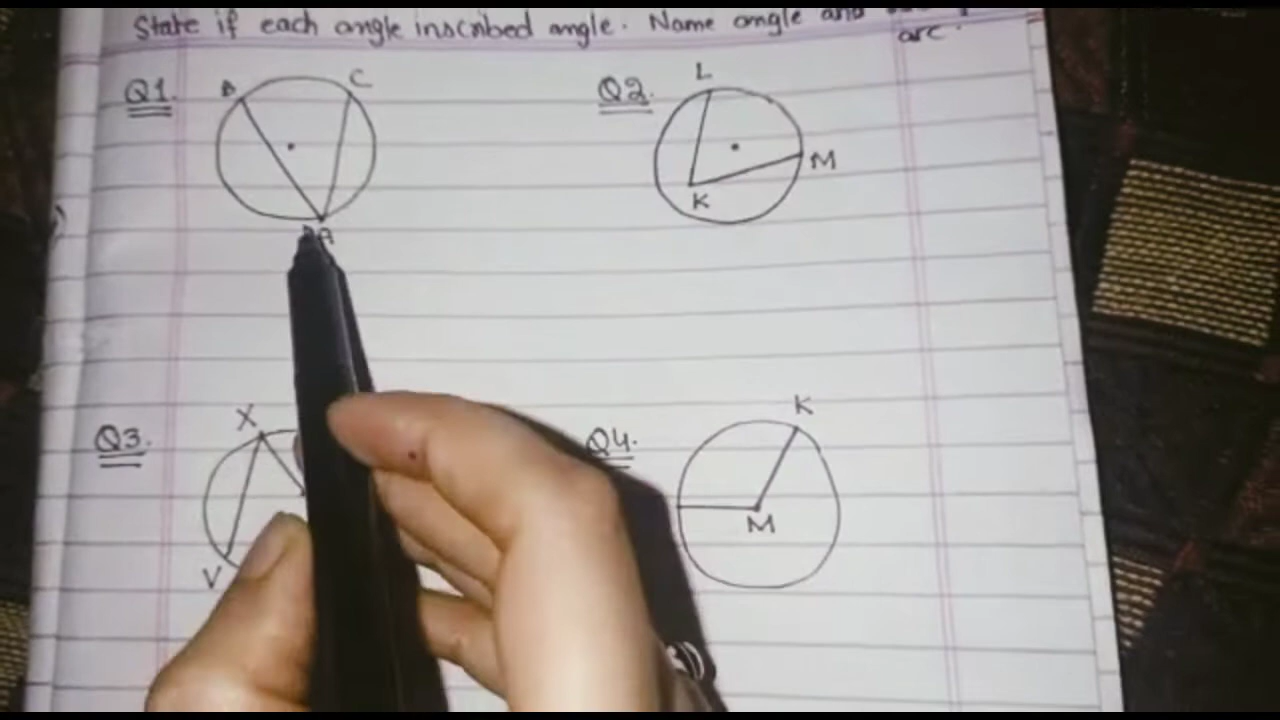 State if each angle inscribed angle. Name angle and
arc.
Q1.
B
C
A
Q2.
L
M
K
Q3.
X
V
Q4.
K
M